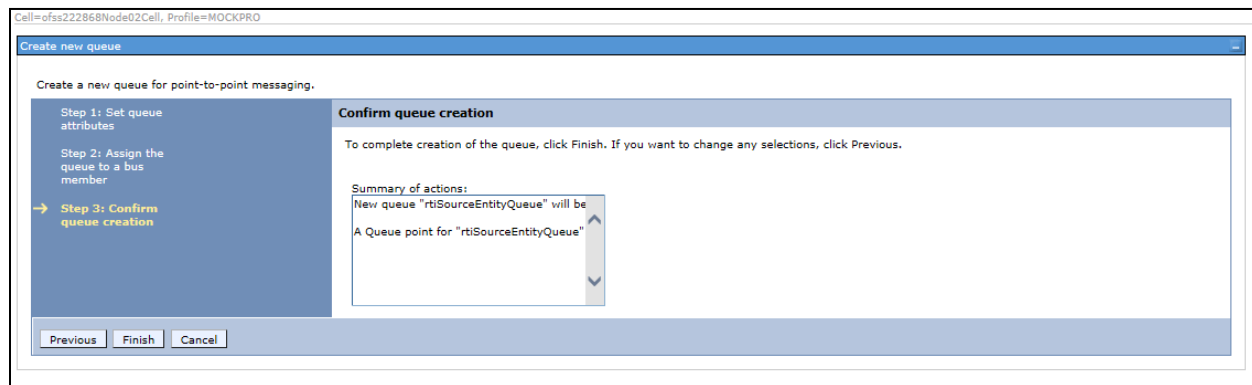 Cell=ofss222868Node02Cell, Profile=MOCKPRO
Create new queue
Create a new queue for point-to-point messaging.
Step 1: Set queue
attributes
Step 2: Assign the
queue to a bus
member
Step 3: Confirm
queue creation
Confirm queue creation
To complete creation of the queue, click Finish. If you want to change any selections, click Previous.
Summary of actions:
New queue "rtiSourceEntityQueue" will be
A Queue point for "rtiSourceEntityQueue"
Previous Finish Cancel